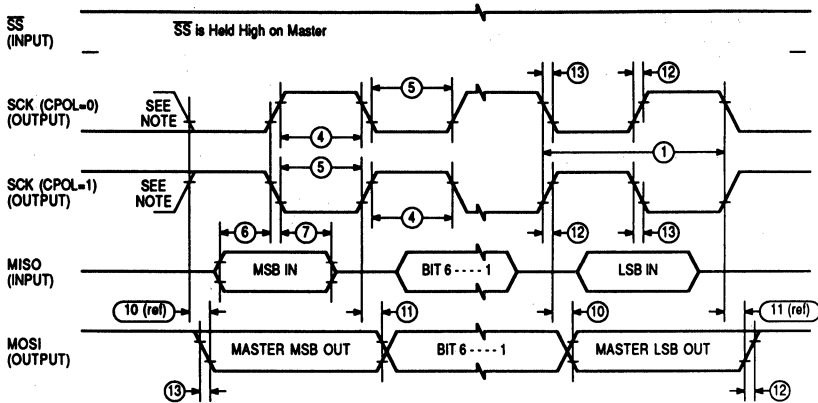 SS is Held High on Master
SS
(INPUT)
13
12
5
SCK (CPOL=0)
(OUTPUT)
SEE
NOTE
4
1
5
SCK (CPOL=1)
(OUTPUT)
SEE
NOTE
4
12
13
6
7
MISO
(INPUT)
MSB IN
BIT 6 - - - - 1
LSB IN
10 (ref)
11
10
11 (ref)
MOSI
(OUTPUT)
MASTER MSB OUT
BIT 6 - - - - 1
MASTER LSB OUT
13
12